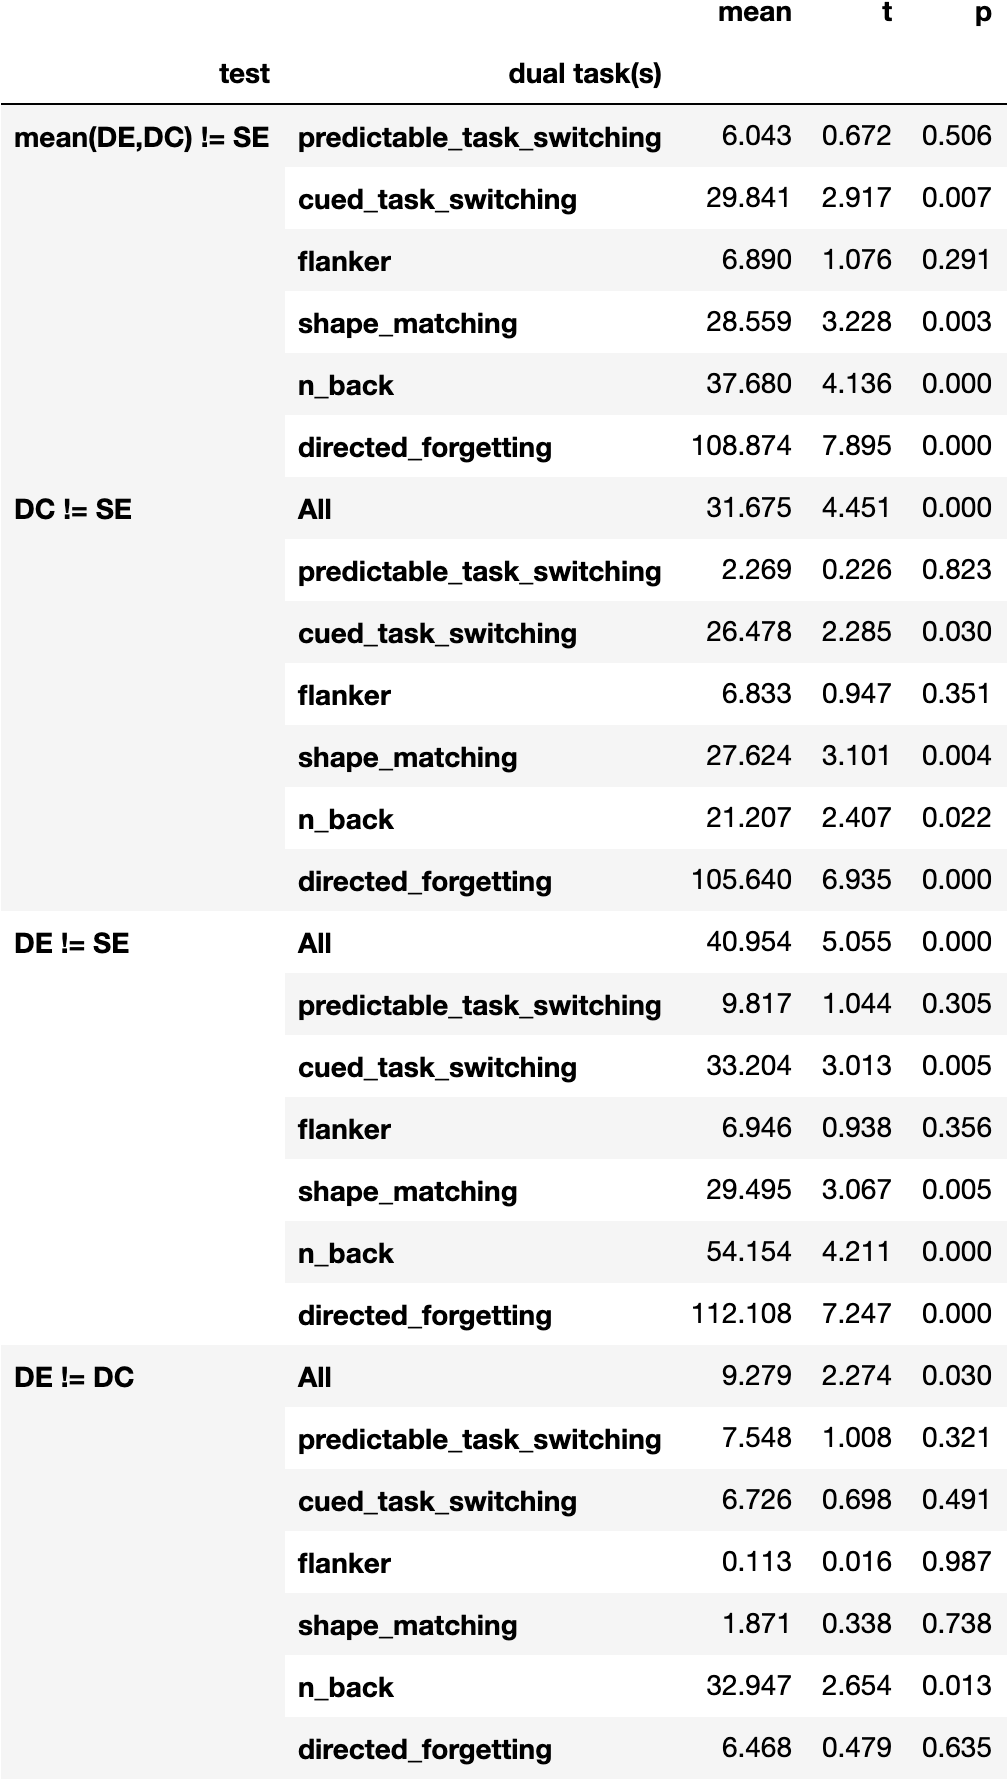 mean t p
test dual task(s)
mean(DE,DC) != SE predictable_task_switching 6.043 0.672 0.506
cued_task_switching 29.841 2.917 0.007
flanker 6.890 1.076 0.291
shape_matching 28.559 3.228 0.003
n_back 37.680 4.136 0.000
directed_forgetting 108.874 7.895 0.000
DC != SE All 31.675 4.451 0.000
predictable_task_switching 2.269 0.226 0.823
cued_task_switching 26.478 2.285 0.030
flanker 6.833 0.947 0.351
shape_matching 27.624 3.101 0.004
n_back 21.207 2.407 0.022
directed_forgetting 105.640 6.935 0.000
DE != SE All 40.954 5.055 0.000
predictable_task_switching 9.817 1.044 0.305
cued_task_switching 33.204 3.013 0.005
flanker 6.946 0.938 0.356
shape_matching 29.495 3.067 0.005
n_back 54.154 4.211 0.000
directed_forgetting 112.108 7.247 0.000
DE != DC All 9.279 2.274 0.030
predictable_task_switching 7.548 1.008 0.321
cued_task_switching 6.726 0.698 0.491
flanker 0.113 0.016 0.987
shape_matching 1.871 0.338 0.738
n_back 32.947 2.654 0.013
directed_forgetting 6.468 0.479 0.635